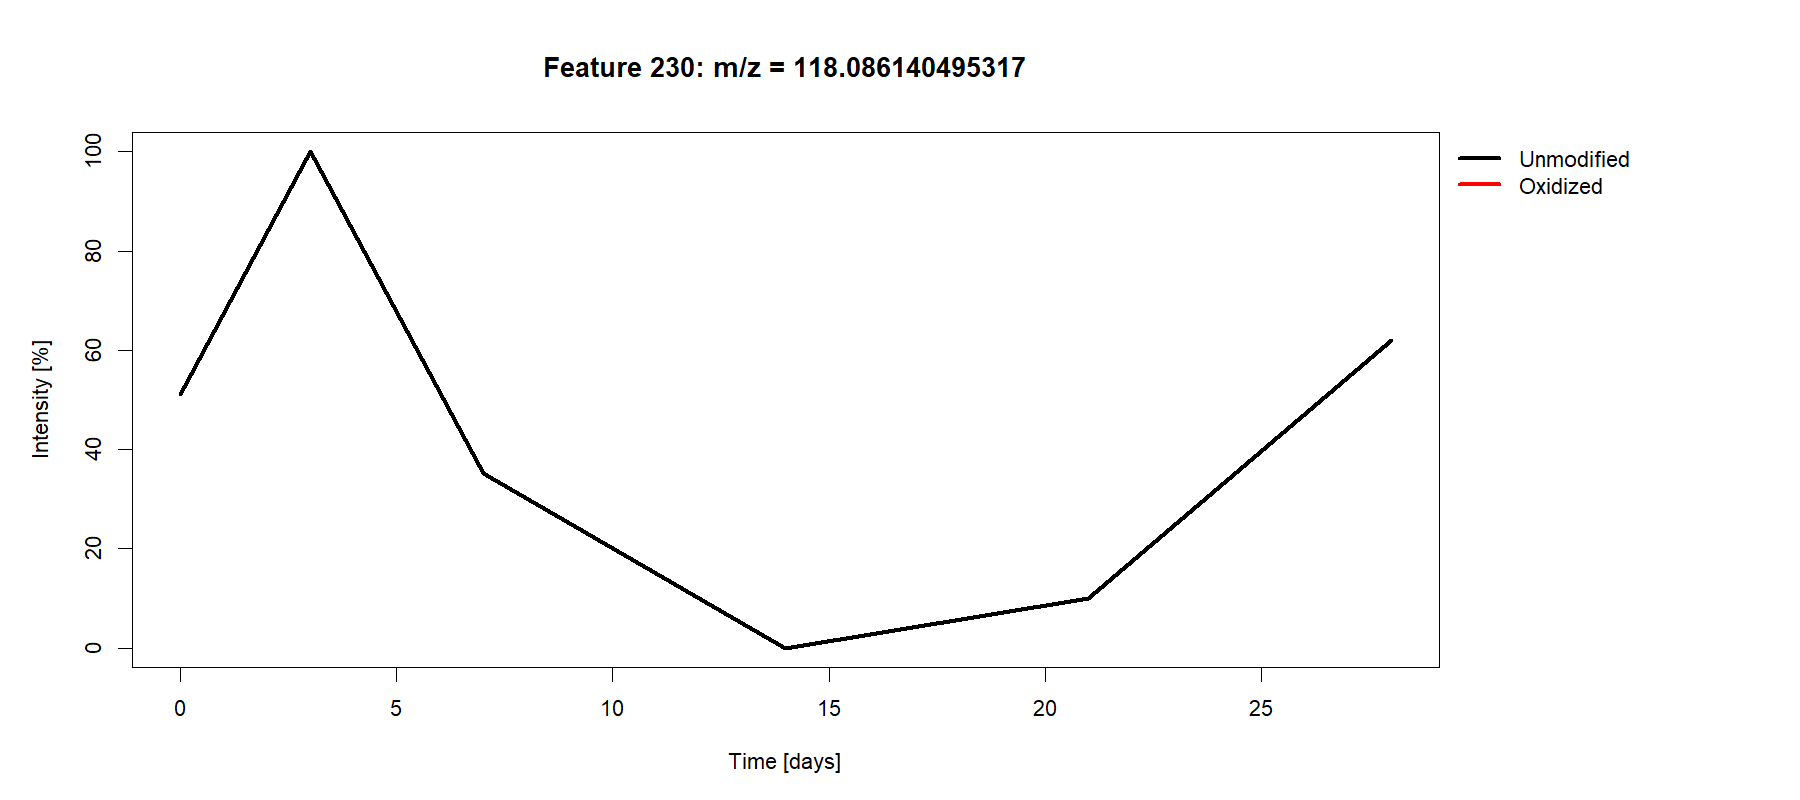 Feature 230: m/z = 118.086140495317
Unmodified
Oxidized
Intensity [%]
100
80
60
40
20
0
0 5 10 15 20 25
Time [days]